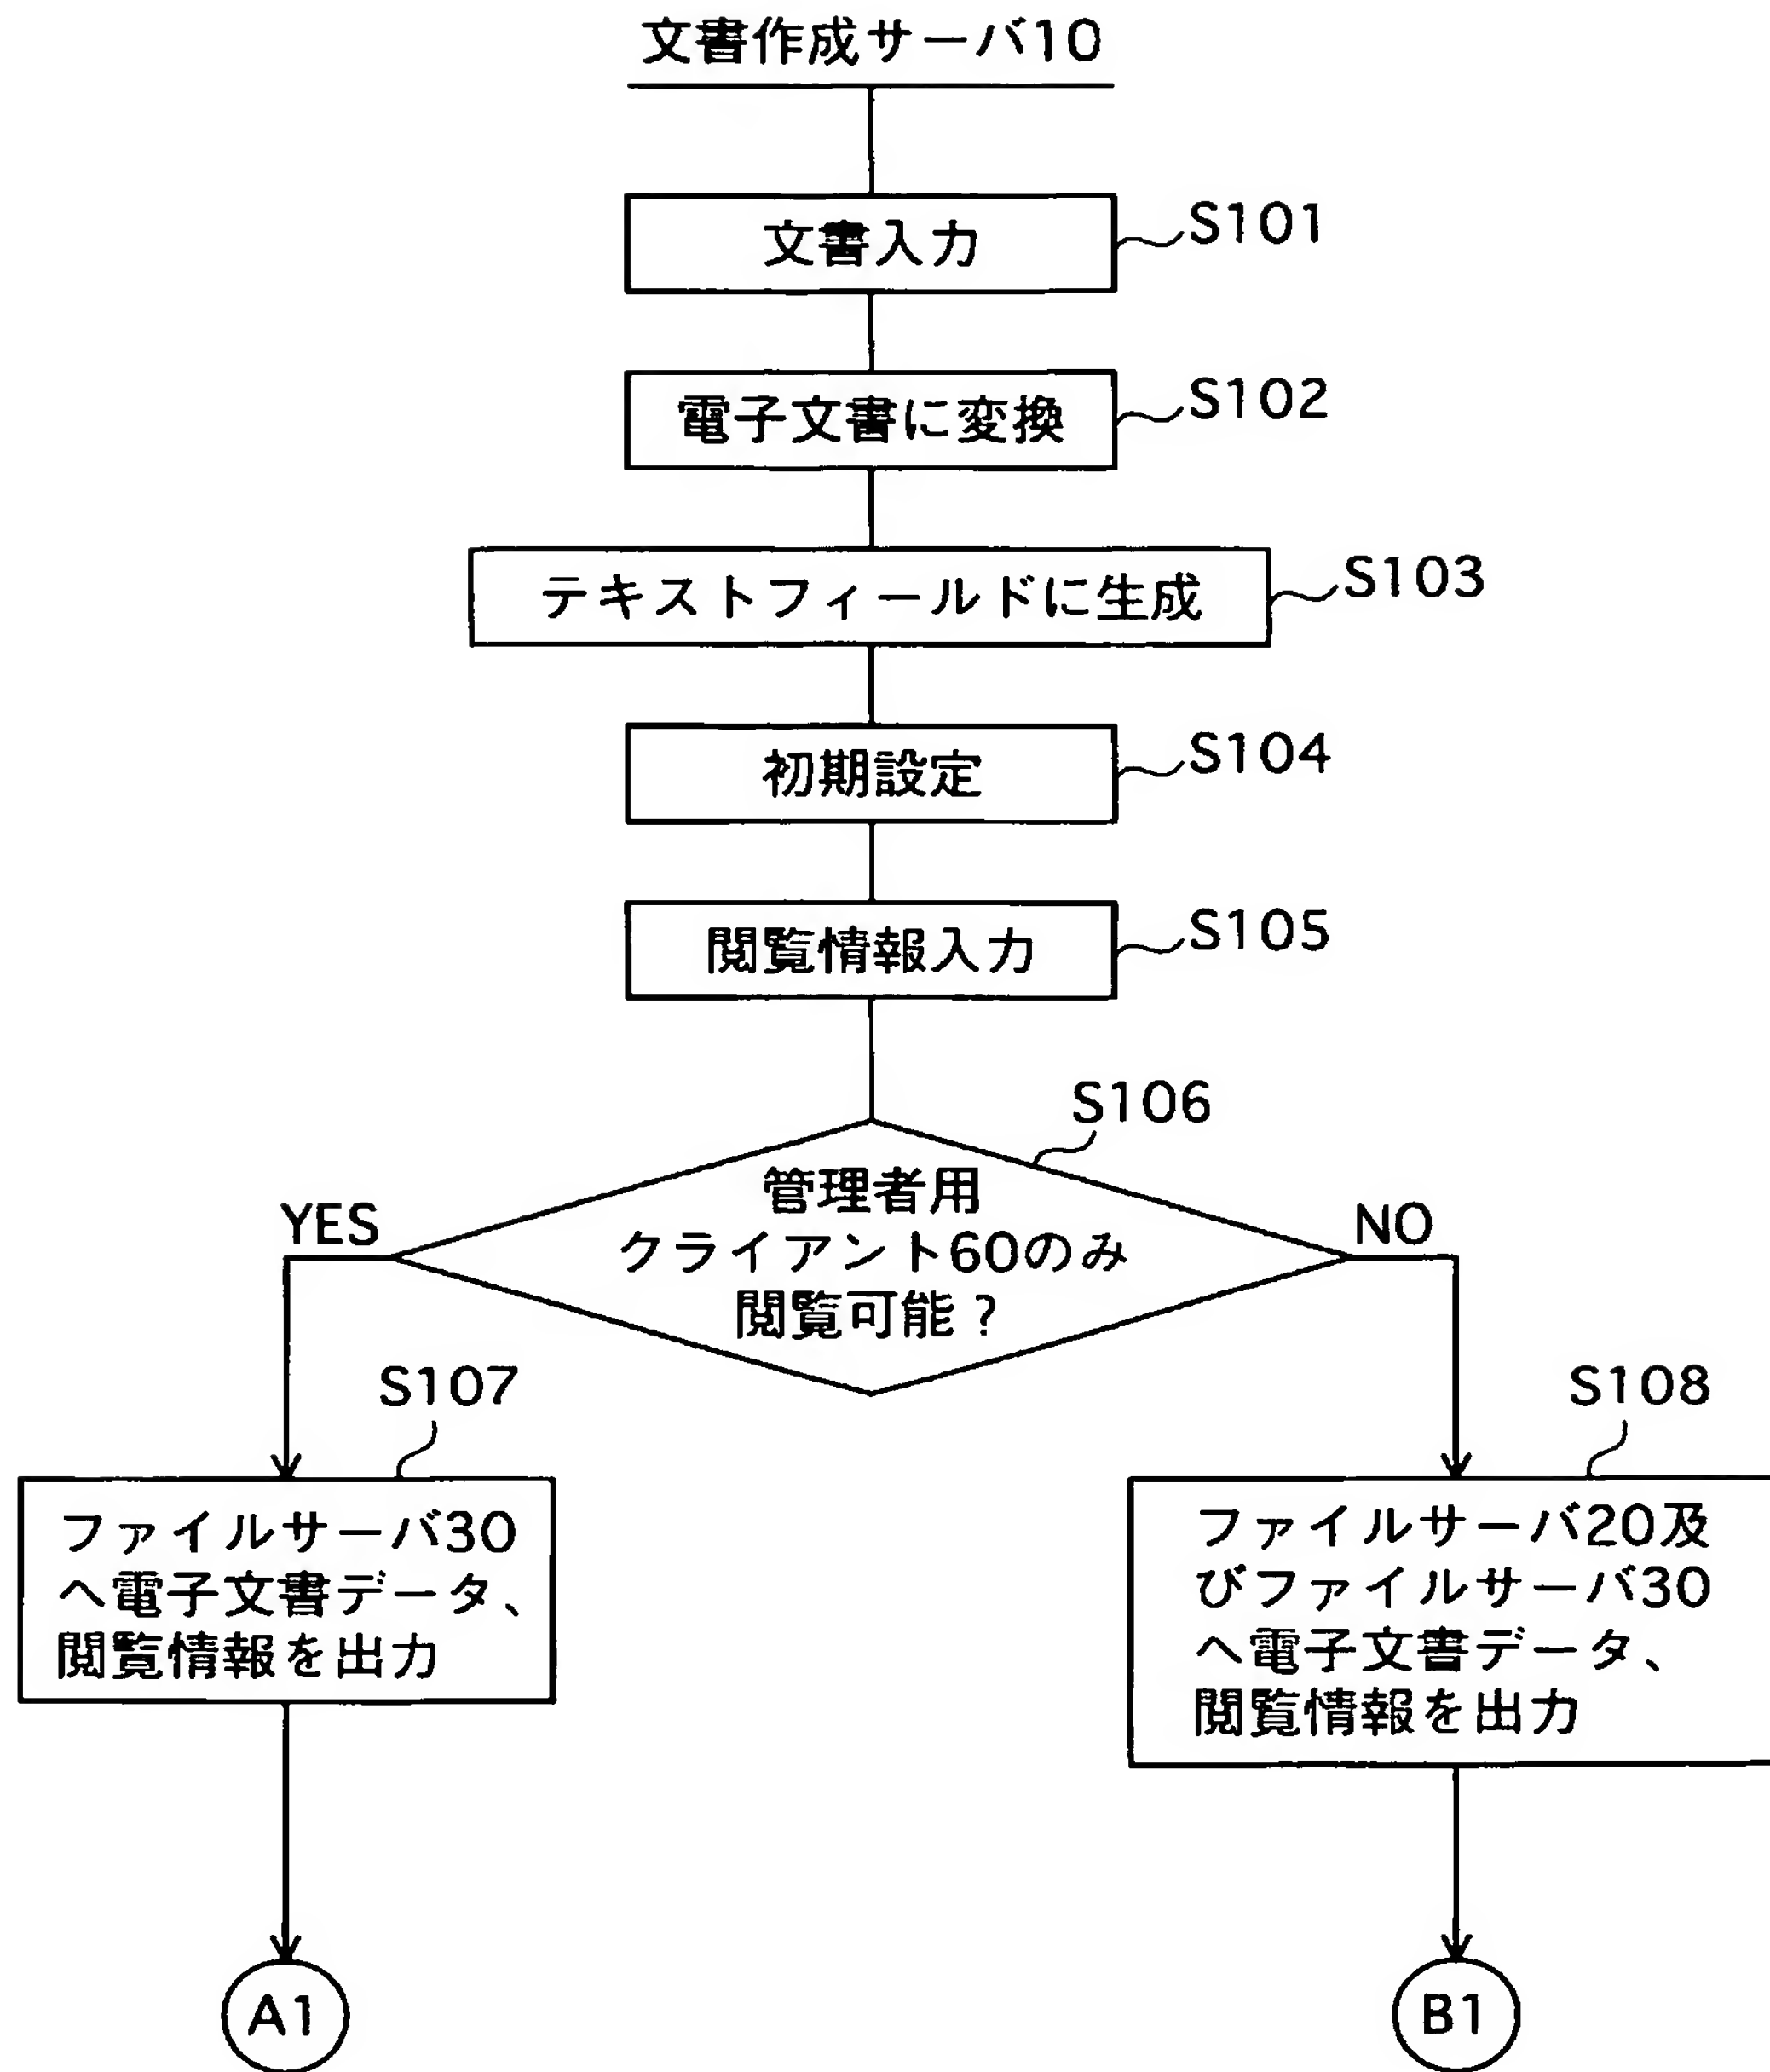 文書作成サーバ10
文書入力
S101
電子文書に変換
S102
テキストフィールドに生成
S103
初期設定
S104
閲覧情報入力
S105
S106
管理者用
クライアント60のみ
閲覧可能？
YES
NO
S107
ファイルサーバ30
へ電子文書データ、
閲覧情報を出力
S108
ファイルサーバ20及
びファイルサーバ30
へ電子文書データ、
閲覧情報を出力
A1
B1